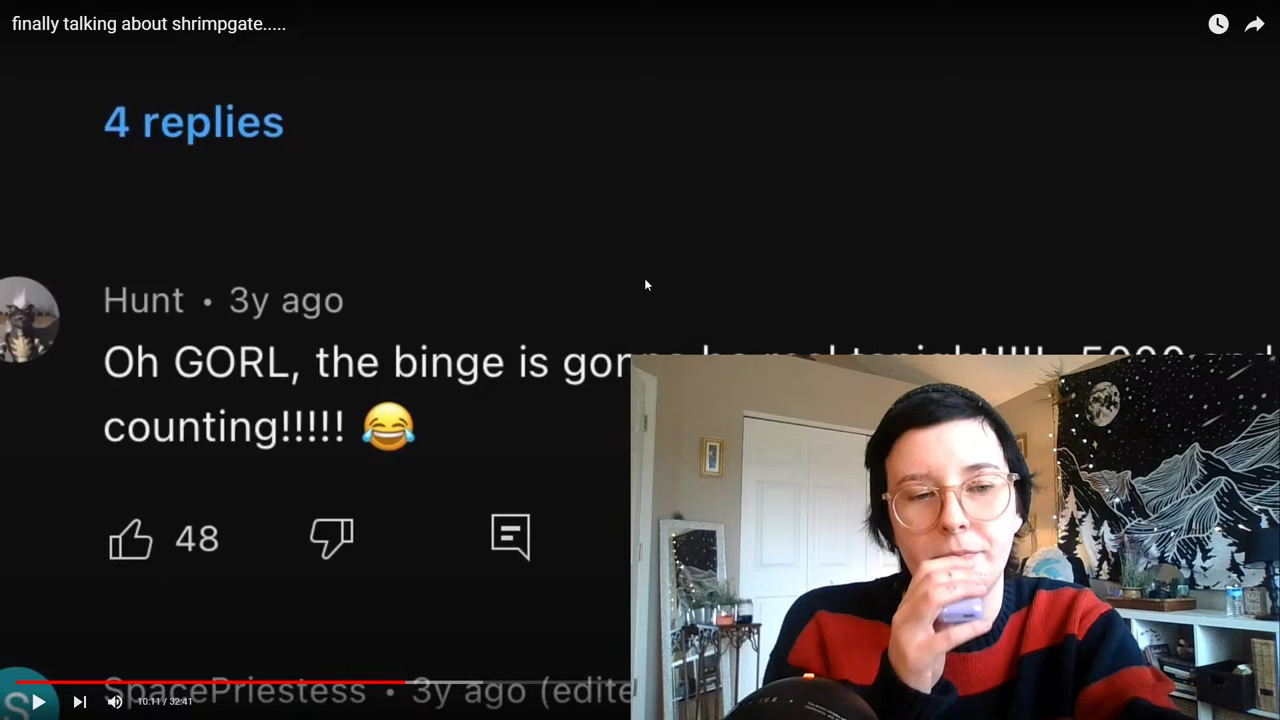 finally talking about shrimpgate.....
4 replies
Hunt • 3y ago
Oh GORL, the binge is
counting!!!!! 😂
48
S
SpacePriestess • 3y ago
10:11 / 32:41